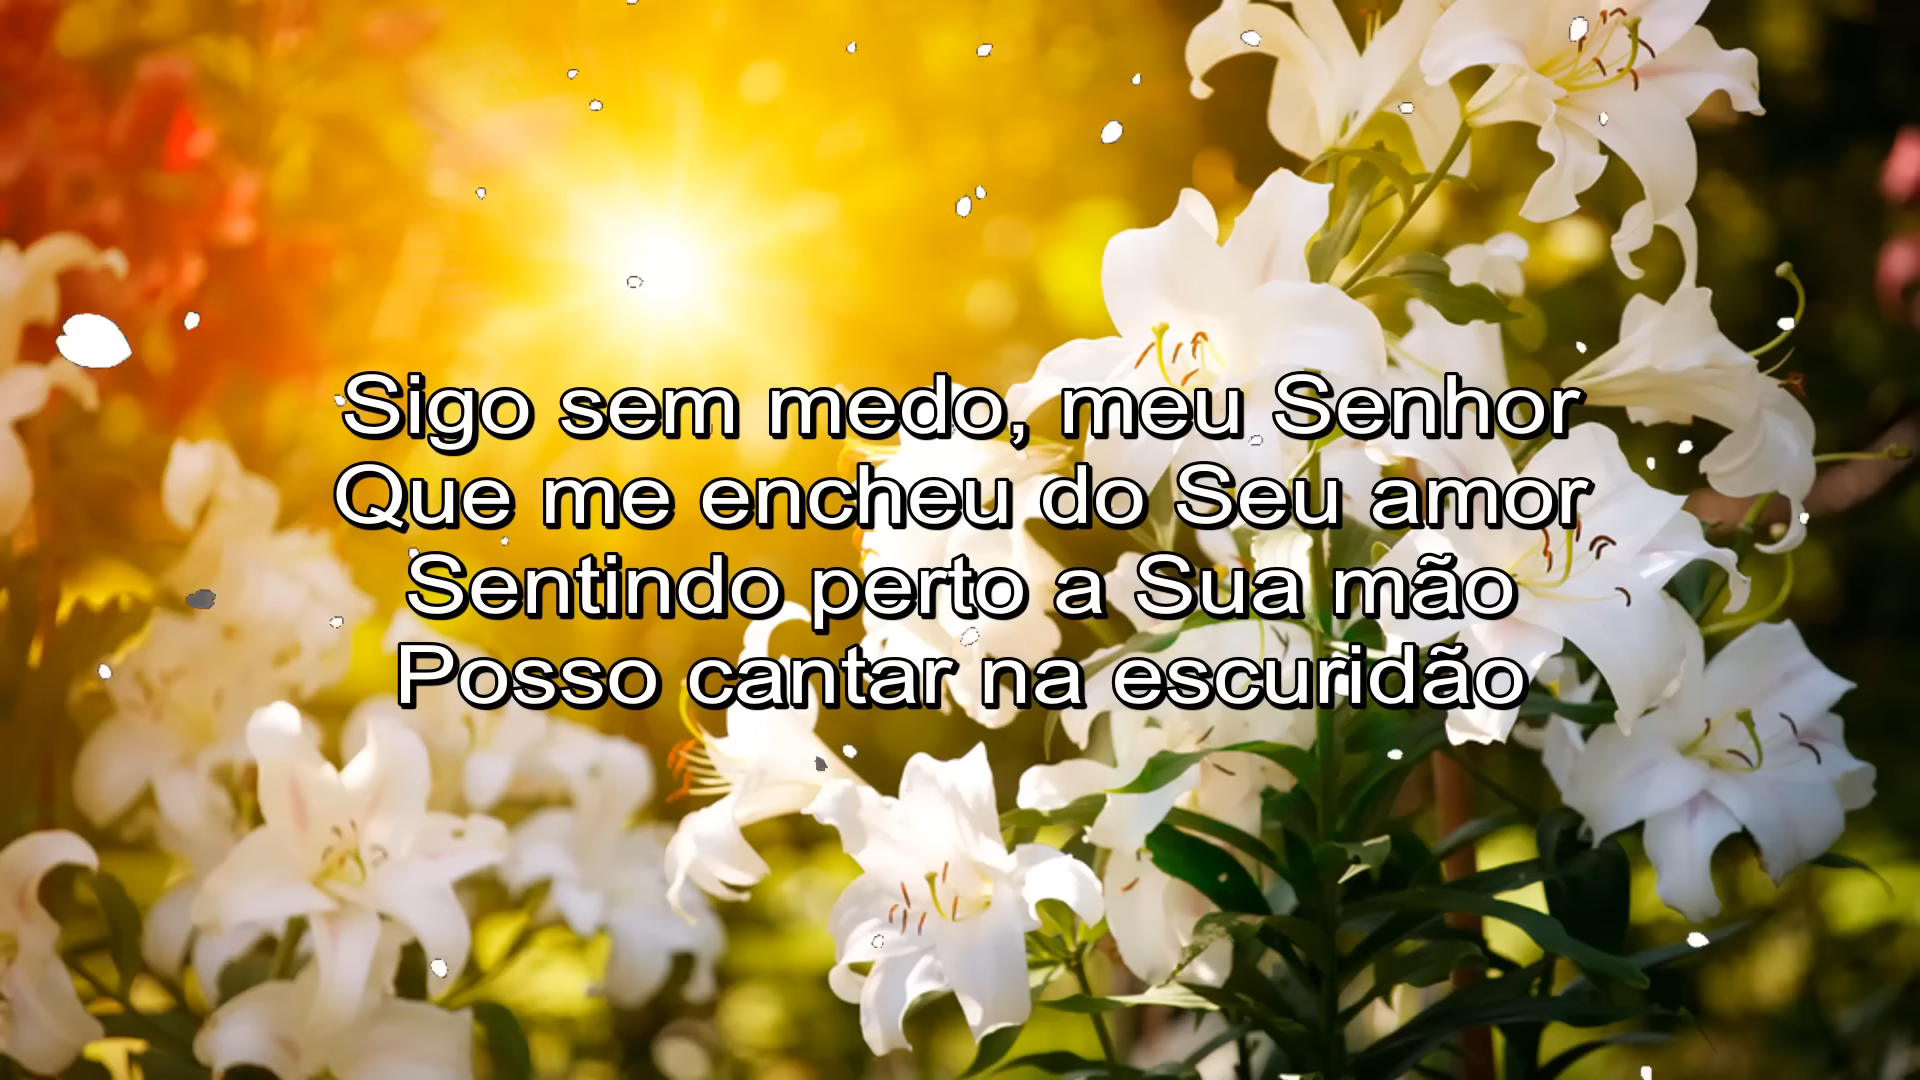 Sigo sem medo, meu Senhor
Que me encheu do Seu amor
Sentindo perto a Sua mão
Posso cantar na escuridão